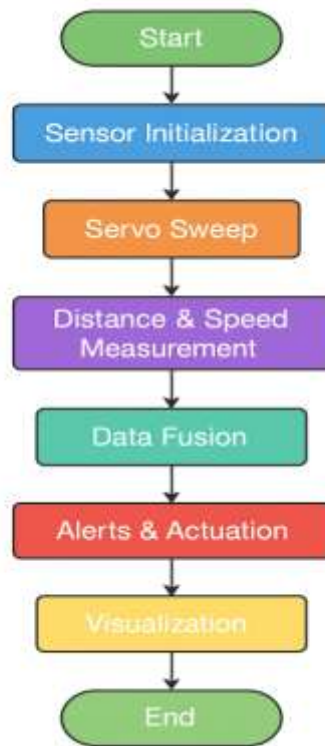 Start
Sensor Initialization
Servo Sweep
Distance & Speed
Measurement
Data Fusion
Alerts & Actuation
Visualization
End